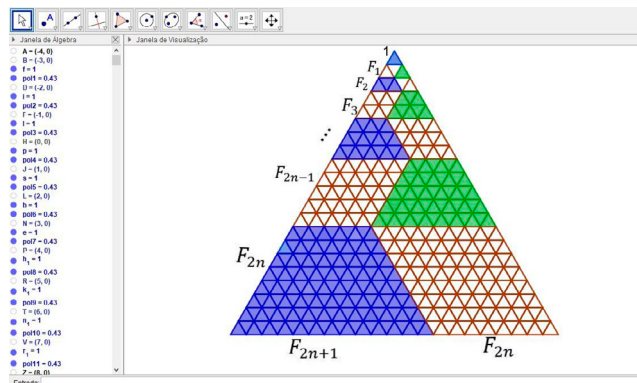 a=2
Janela de Álgebra
Janela de Visualização
A = (-4, 0)
B = (-3, 0)
f = 1
pol1 = 0.43
D = (-2, 0)
i = 1
pol2 = 0.43
F = (-1, 0)
l = 1
pol3 = 0.43
H = (0, 0)
p = 1
pol4 = 0.43
J = (1, 0)
s = 1
pol5 = 0.43
L = (2, 0)
b = 1
pol6 = 0.43
N = (3, 0)
e = 1
pol7 = 0.43
P = (4, 0)
h₁ = 1
pol8 = 0.43
R = (5, 0)
k₁ = 1
pol9 = 0.43
T = (6, 0)
n₁ = 1
pol10 = 0.43
V = (7, 0)
r₁ = 1
pol11 = 0.43
Z = (8, 0)
Entrada:
1
F₁
F₂
F₃
⋰
F₂ₙ₋₁
F₂ₙ
F₂ₙ₊₁
F₂ₙ